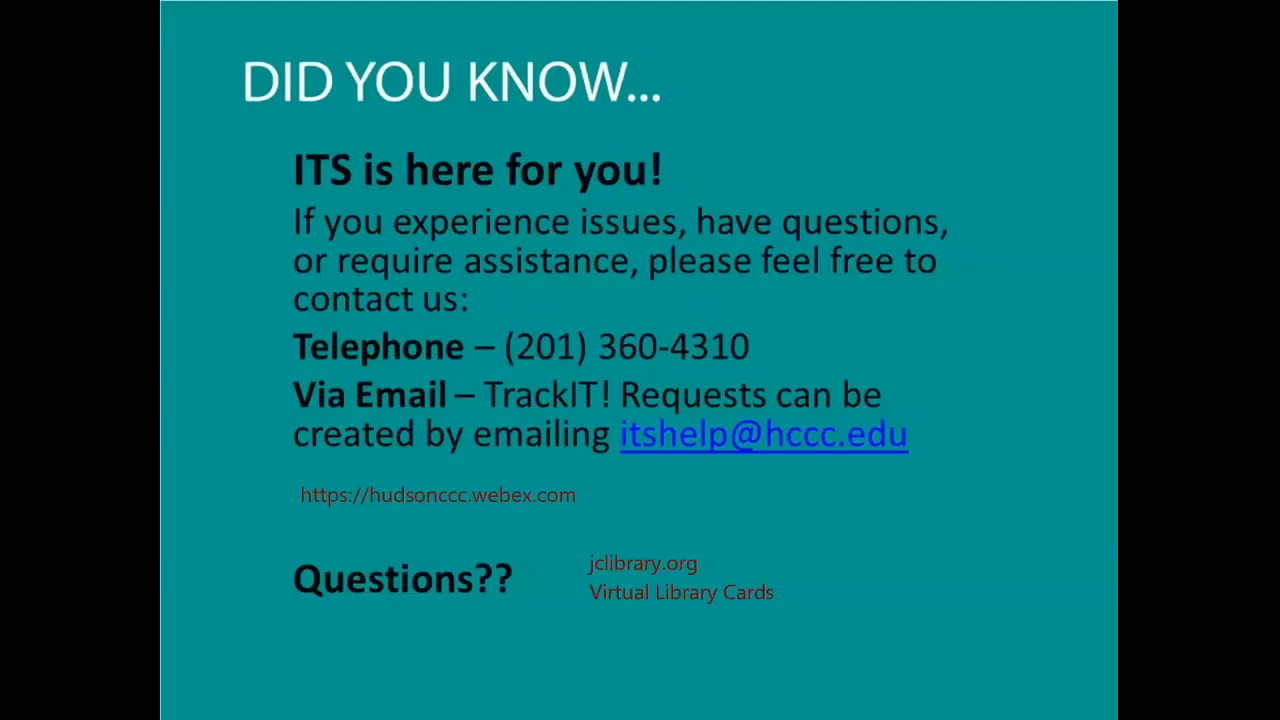 DID YOU KNOW...
ITS is here for you!
If you experience issues, have questions,
or require assistance, please feel free to
contact us:
Telephone – (201) 360-4310
Via Email – TrackIT! Requests can be
created by emailing itshelp@hccc.edu
https://hudsonccc.webex.com
jclibrary.org
Questions??
Virtual Library Cards